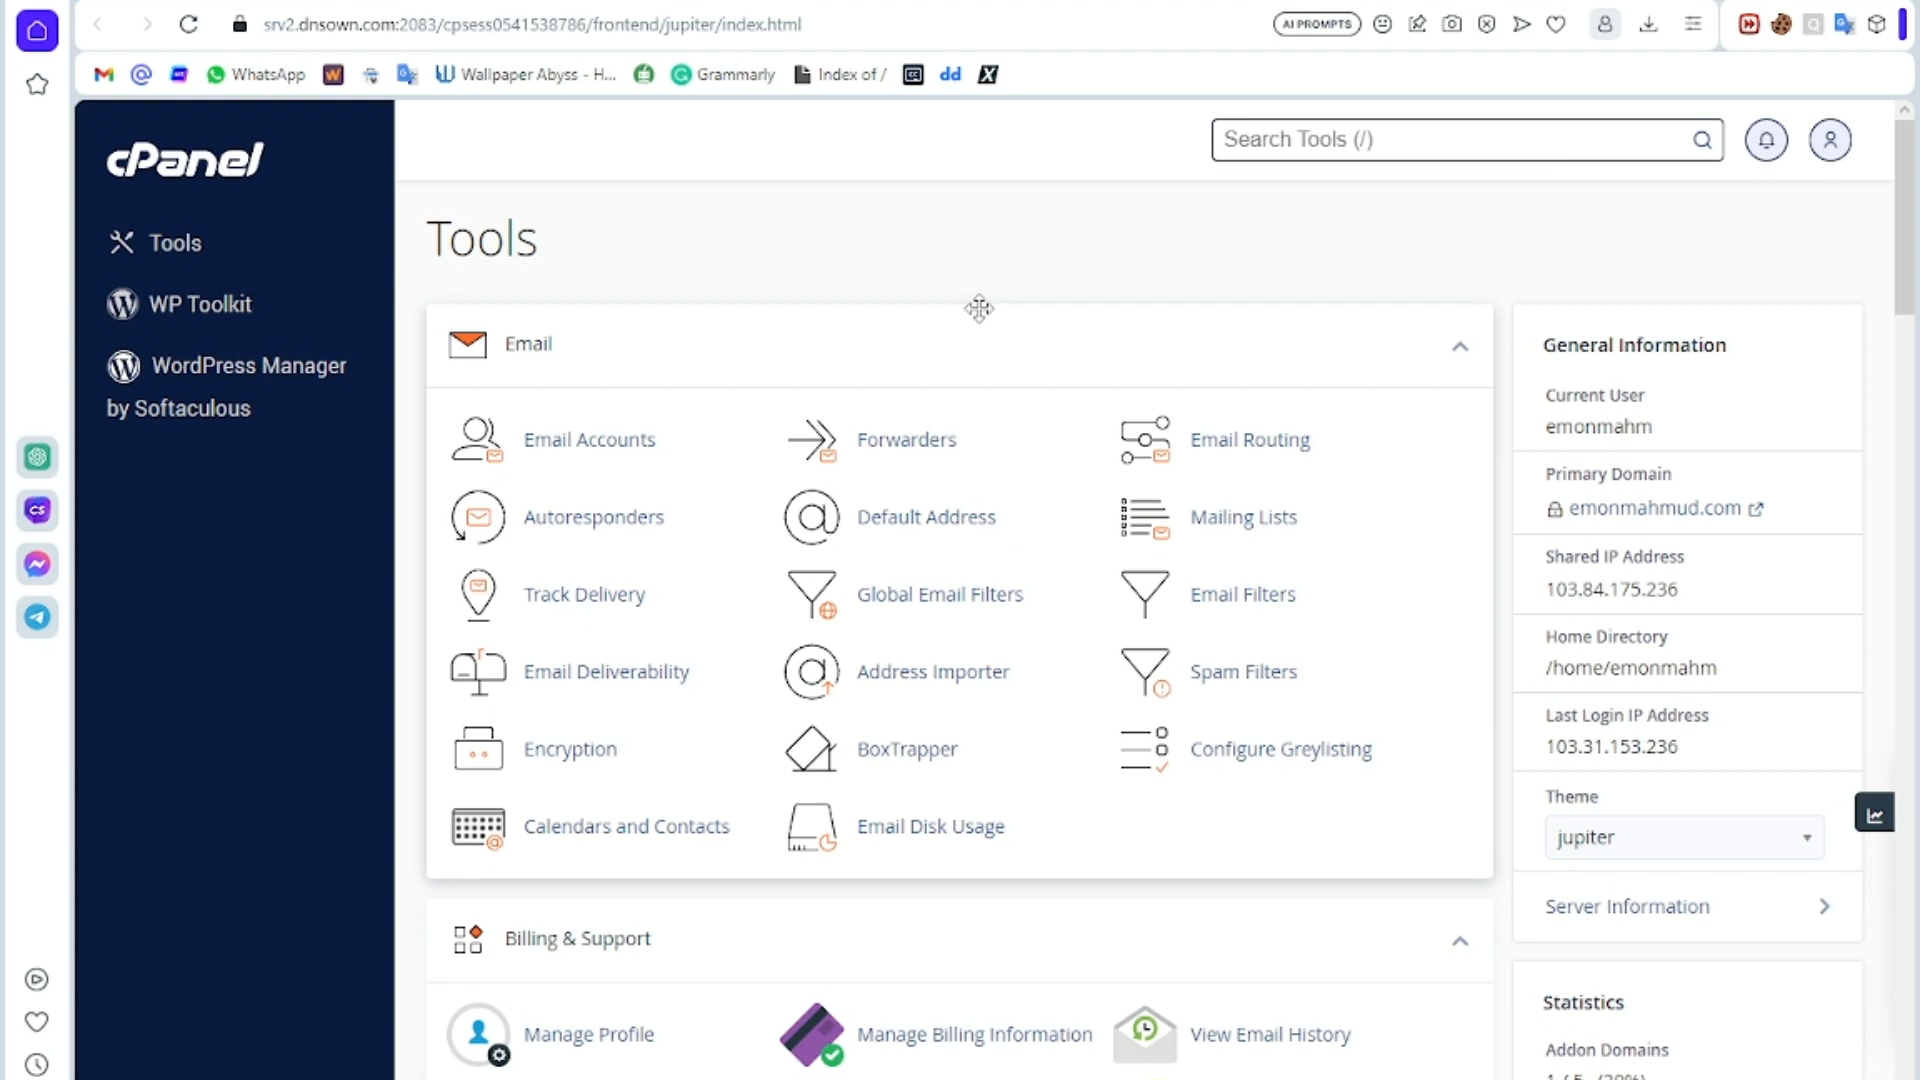 srv2.dnsown.com:2083/cpsess0541538786/frontend/jupiter/index.html
AI PROMPTS
WhatsApp
Wallpaper Abyss - H...
Grammarly
Index of /
dd
cPanel
Search Tools (/)
Tools
WP Toolkit
WordPress Manager
by Softaculous
CS
Tools
Email
Email Accounts
Forwarders
Email Routing
Autoresponders
Default Address
Mailing Lists
Track Delivery
Global Email Filters
Email Filters
Email Deliverability
Address Importer
Spam Filters
Encryption
BoxTrapper
Configure Greylisting
Calendars and Contacts
Email Disk Usage
Billing & Support
Manage Profile
Manage Billing Information
View Email History
General Information
Current User
emonmahm
Primary Domain
emonmahmud.com
Shared IP Address
103.84.175.236
Home Directory
/home/emonmahm
Last Login IP Address
103.31.153.236
Theme
jupiter
Server Information
Statistics
Addon Domains